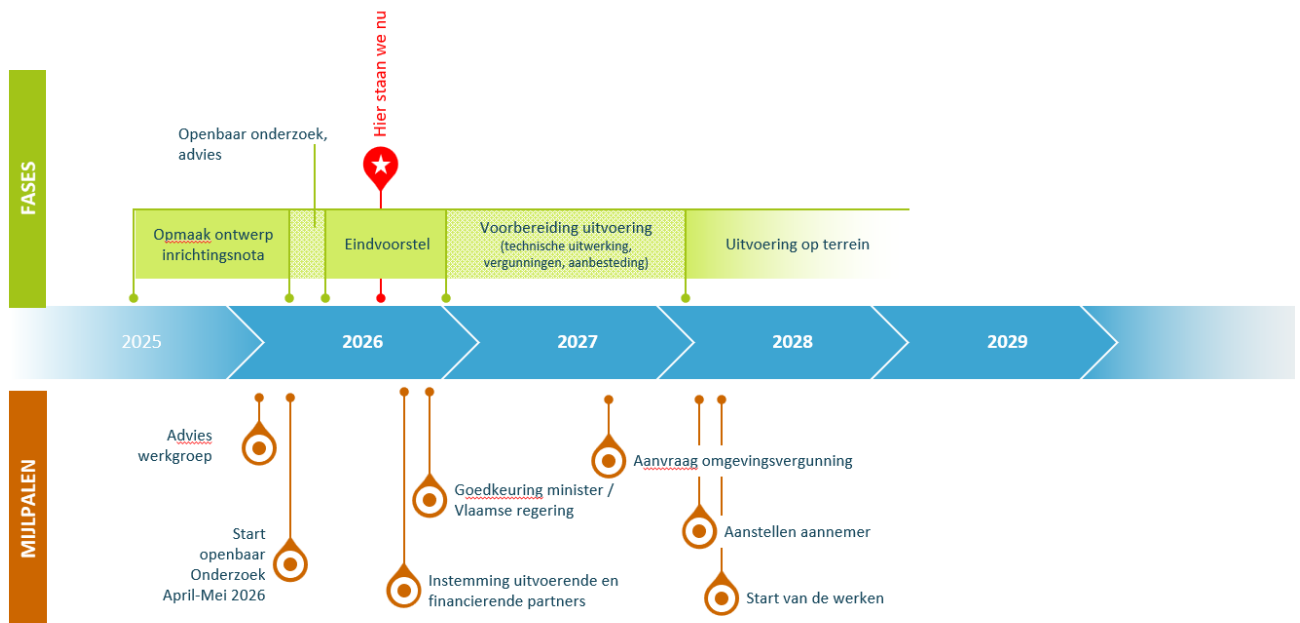 Hier staan we nu
FASES
Openbaar onderzoek,
advies
Opmaak ontwerp
inrichtingsnota
Eindvoorstel
Voorbereiding uitvoering
(technische uitwerking,
vergunningen, aanbesteding)
Uitvoering op terrein
2025
2026
2027
2028
2029
MIJLPALEN
Advies
werkgroep
Start
openbaar
Onderzoek
April-Mei 2026
Goedkeuring minister /
Vlaamse regering
Instemming uitvoerende en
financierende partners
Aanvraag omgevingsvergunning
Aanstellen aannemer
Start van de werken